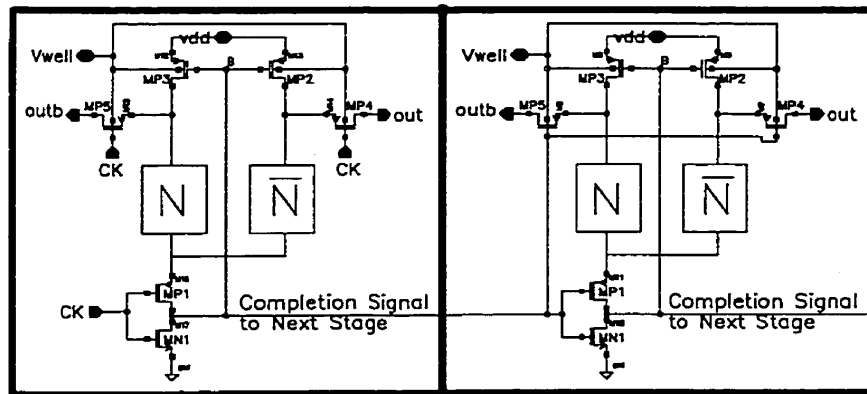 vdd
Vwell
B
MP3
MP2
MP5
MP4
outb
out
CK
CK
N
N̅
MP1
CK
Completion Signal
to Next Stage
MN1
vdd
Vwell
B
MP3
MP2
MP5
MP4
outb
out
N
N̅
MP1
Completion Signal
to Next Stage
MN1